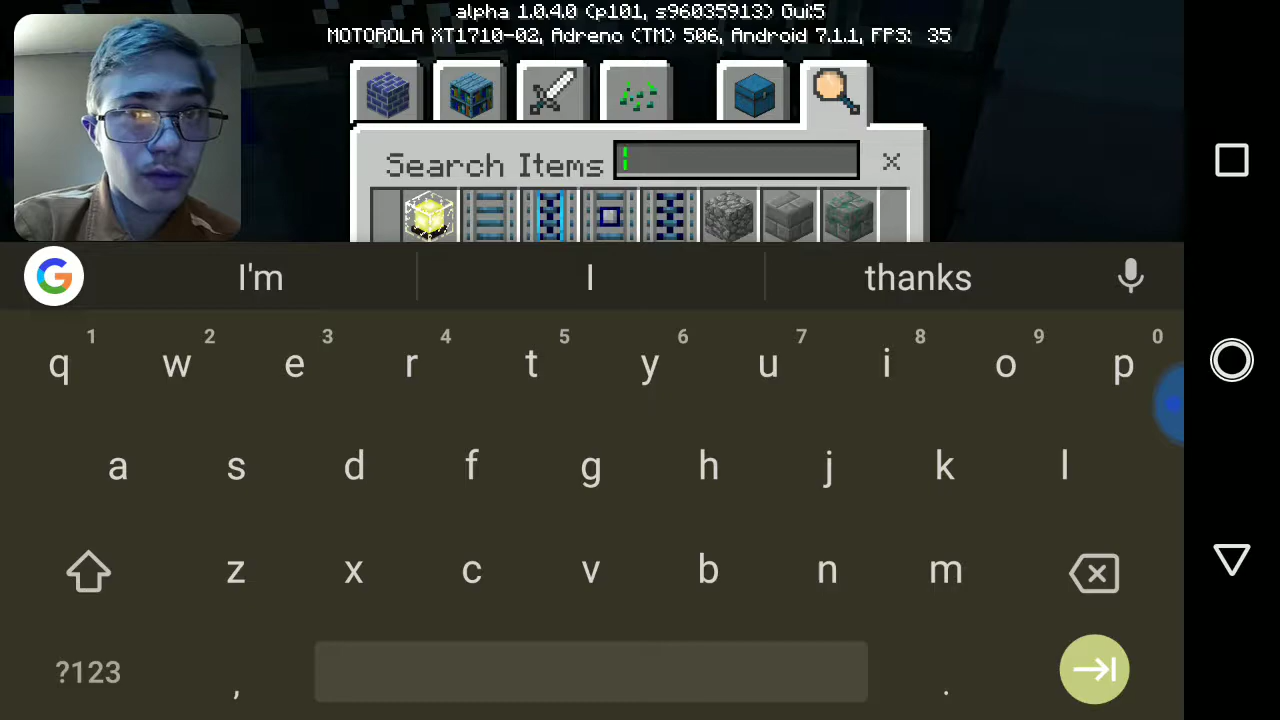 alpha 1.0.4.0 (p101, s96035913) Gui:5
MOTOROLA XT1710-02, Adreno (TM) 506, Android 7.1.1, FPS: 35
Search Items
I'm I thanks
1 2 3 4 5 6 7 8 9 0
q w e r t y u i o p
a s d f g h j k l
z x c v b n m
?123 , .